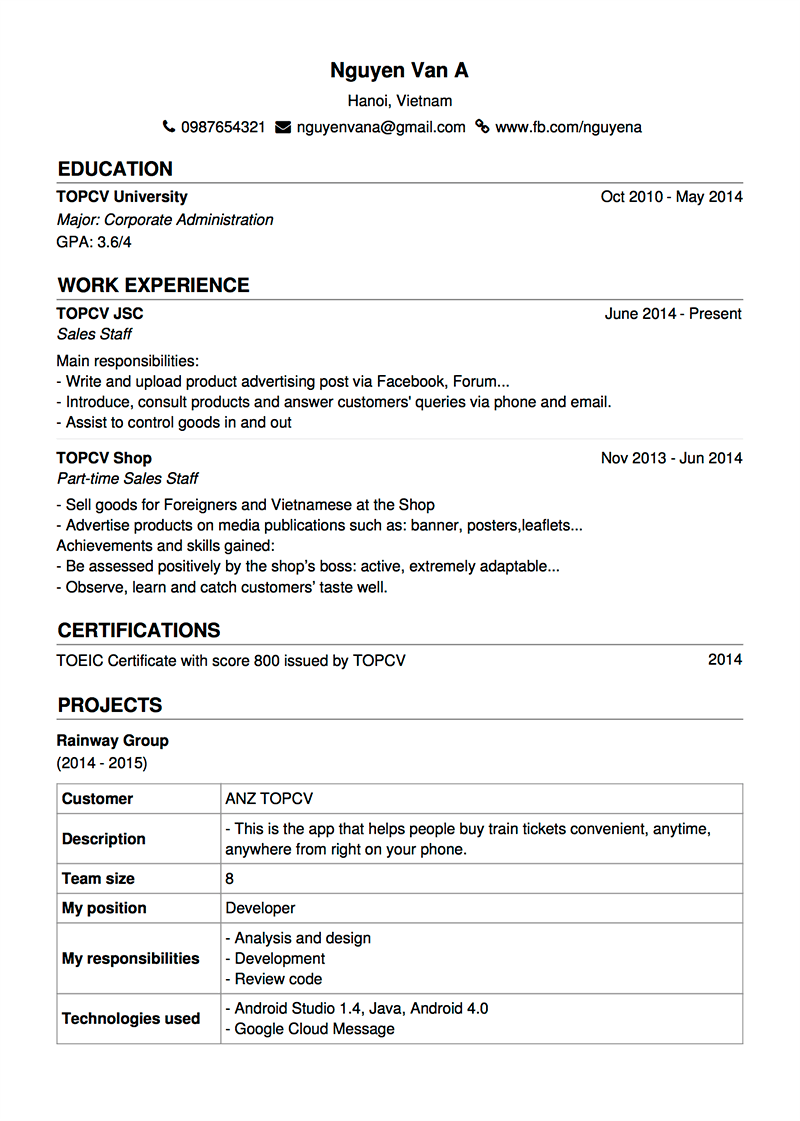 Nguyen Van A
Hanoi, Vietnam
0987654321 nguyenvana@gmail.com www.fb.com/nguyena
EDUCATION
TOPCV University Oct 2010 - May 2014
Major: Corporate Administration
GPA: 3.6/4
WORK EXPERIENCE
TOPCV JSC June 2014 - Present
Sales Staff
Main responsibilities:
- Write and upload product advertising post via Facebook, Forum...
- Introduce, consult products and answer customers' queries via phone and email.
- Assist to control goods in and out
TOPCV Shop Nov 2013 - Jun 2014
Part-time Sales Staff
- Sell goods for Foreigners and Vietnamese at the Shop
- Advertise products on media publications such as: banner, posters,leaflets...
Achievements and skills gained:
- Be assessed positively by the shop’s boss: active, extremely adaptable...
- Observe, learn and catch customers’ taste well.
CERTIFICATIONS
TOEIC Certificate with score 800 issued by TOPCV 2014
PROJECTS
Rainway Group
(2014 - 2015)
Customer ANZ TOPCV
Description - This is the app that helps people buy train tickets convenient, anytime,
anywhere from right on your phone.
Team size 8
My position Developer
My responsibilities - Analysis and design
- Development
- Review code
Technologies used - Android Studio 1.4, Java, Android 4.0
- Google Cloud Message